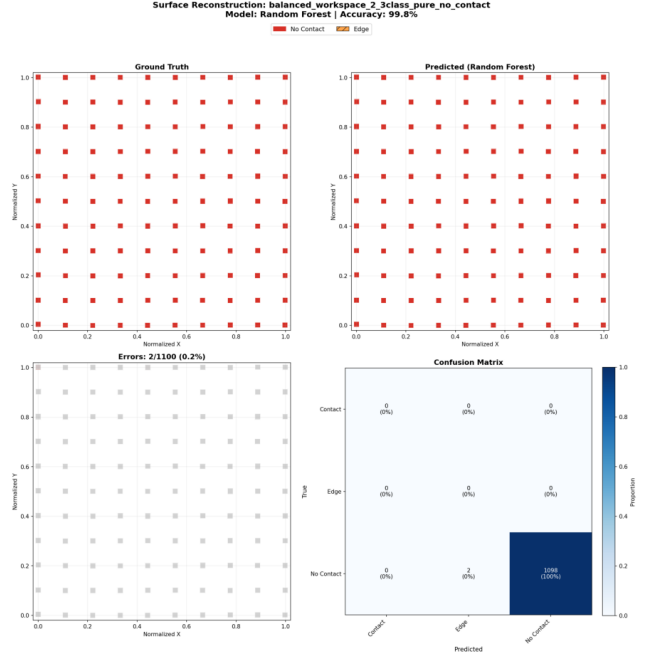 Surface Reconstruction: balanced_workspace_2_3class_pure_no_contact
Model: Random Forest | Accuracy: 99.8%
No Contact
Edge
Ground Truth
1.0
0.8
0.6
0.4
0.2
0.0
Normalized Y
0.0
0.2
0.4
0.6
0.8
1.0
Normalized X
Predicted (Random Forest)
1.0
0.8
0.6
0.4
0.2
0.0
Normalized Y
0.0
0.2
0.4
0.6
0.8
1.0
Normalized X
Errors: 2/1100 (0.2%)
1.0
0.8
0.6
0.4
0.2
0.0
Normalized Y
0.0
0.2
0.4
0.6
0.8
1.0
Normalized X
Confusion Matrix
Contact
0
(0%)
0
(0%)
0
(0%)
Edge
0
(0%)
0
(0%)
0
(0%)
No Contact
0
(0%)
2
(0%)
1098
(100%)
True
Contact
Edge
No Contact
Predicted
1.0
0.8
0.6
0.4
0.2
0.0
Proportion